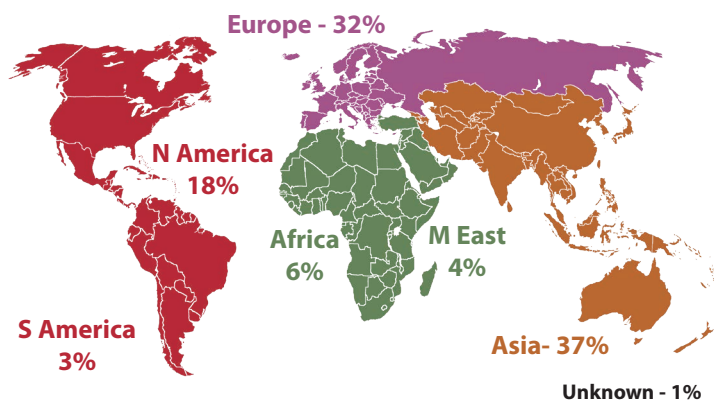 Europe - 32%
N America
18%
Africa
6%
M East
4%
S America
3%
Asia- 37%
Unknown - 1%